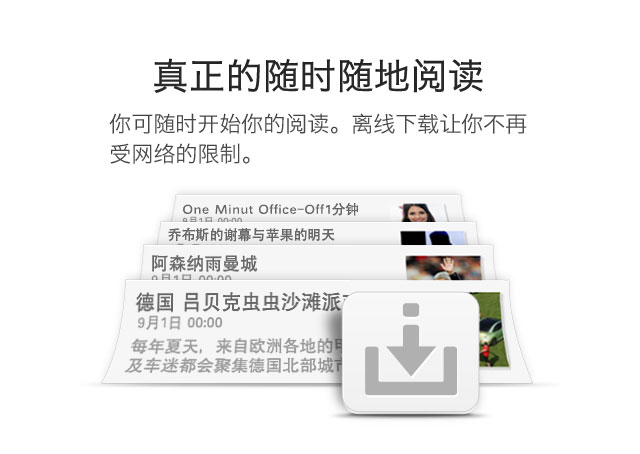 真正的随时随地阅读
你可随时开始你的阅读。离线下载让你不再
受网络的限制。
One Minut Office-Off1分钟
9月1日 00:00
乔布斯的谢幕与苹果的明天
阿森纳雨曼城
9月1日 00:00
德国 吕贝克虫虫沙滩派
9月1日 00:00
每年夏天，来自欧洲各地的
及车迷都会聚集德国北部城市